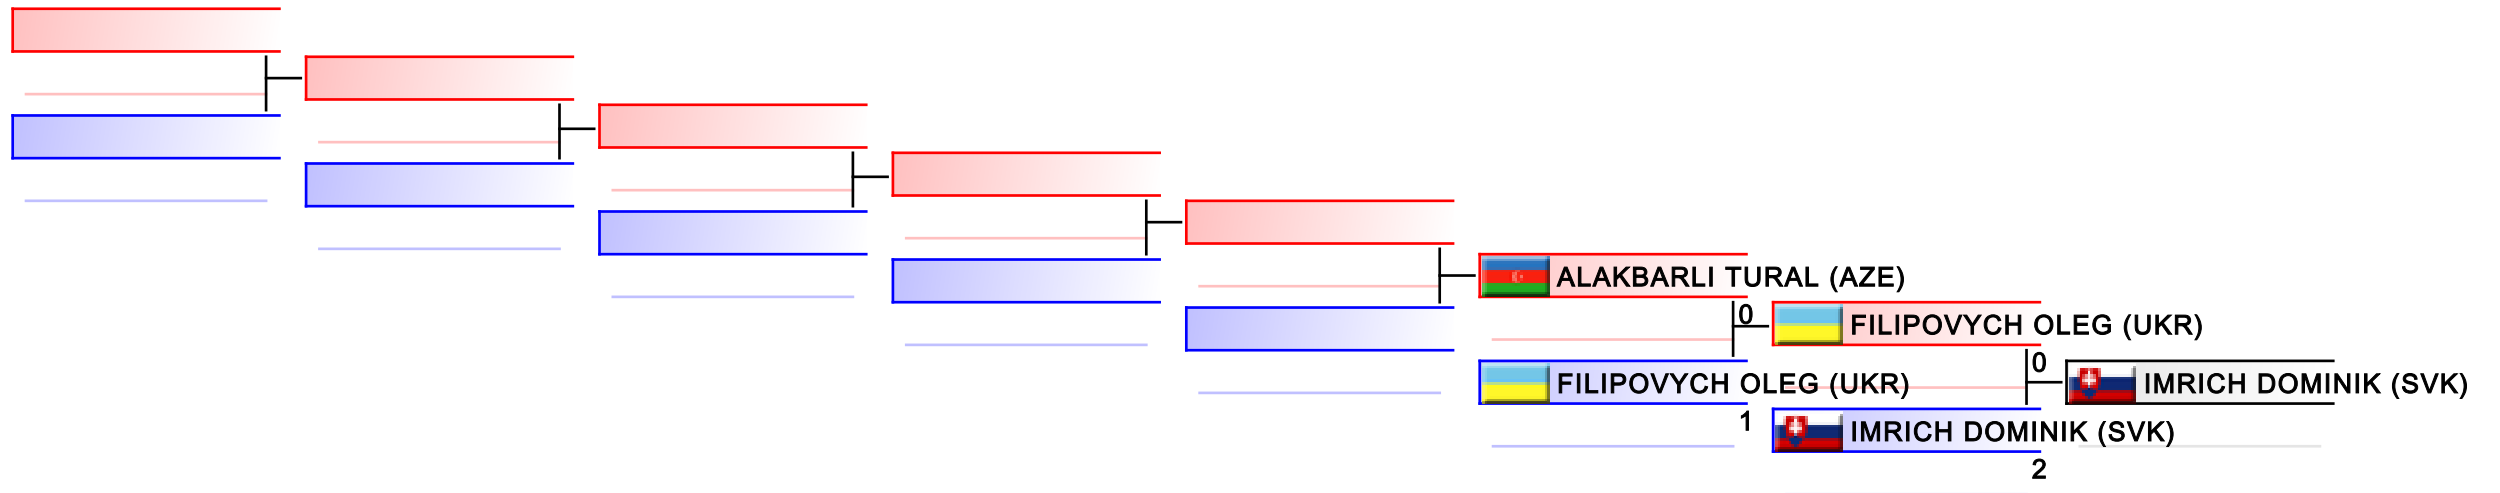 ALAKBARLI TURAL (AZE)
0
FILIPOVYCH OLEG (UKR)
FILIPOVYCH OLEG (UKR)
1
0
IMRICH DOMINIK (SVK)
IMRICH DOMINIK (SVK)
2